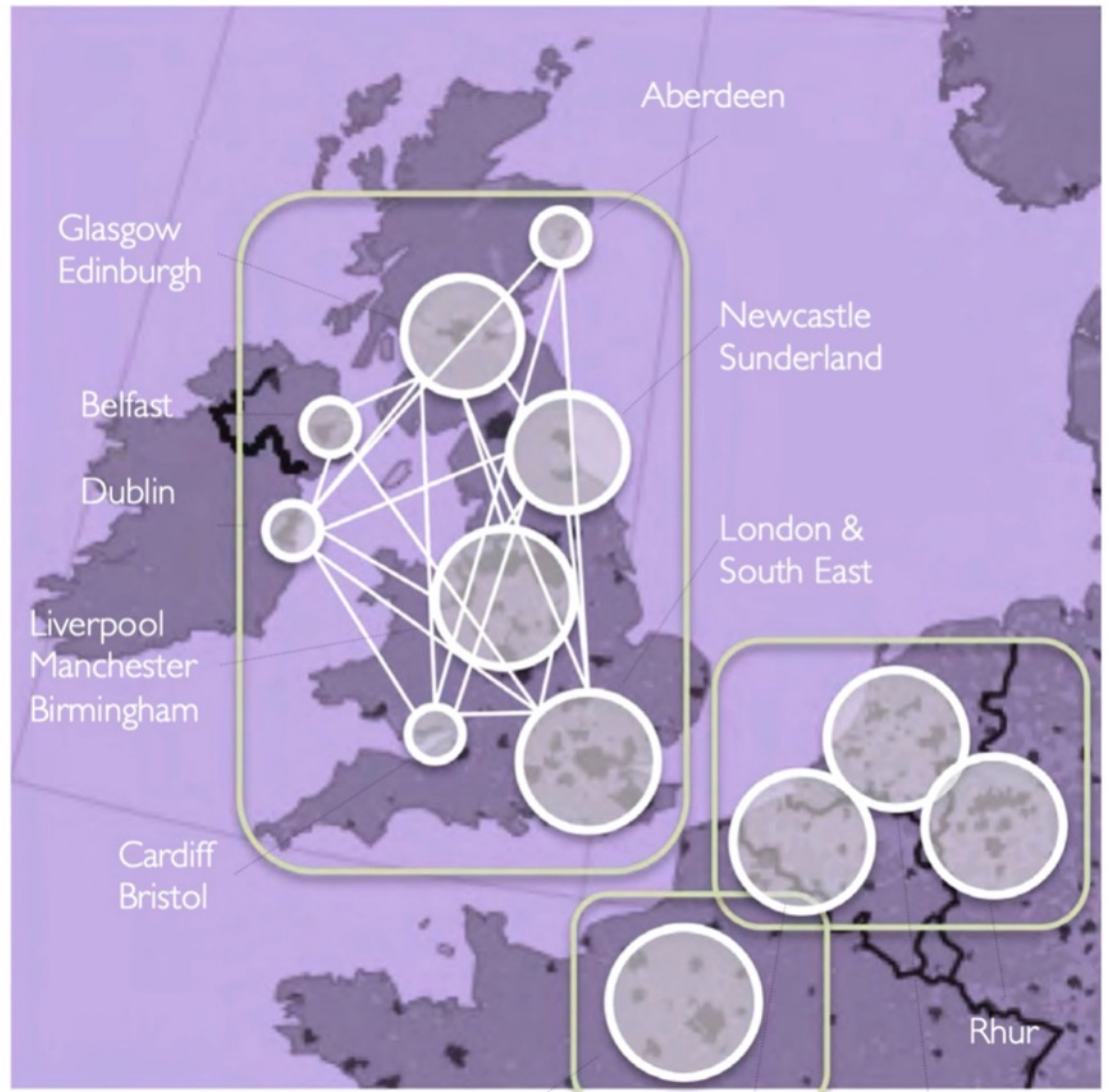 Aberdeen
Glasgow
Edinburgh
Newcastle
Sunderland
Belfast
Dublin
London &
South East
Liverpool
Manchester
Birmingham
Cardiff
Bristol
Rhur